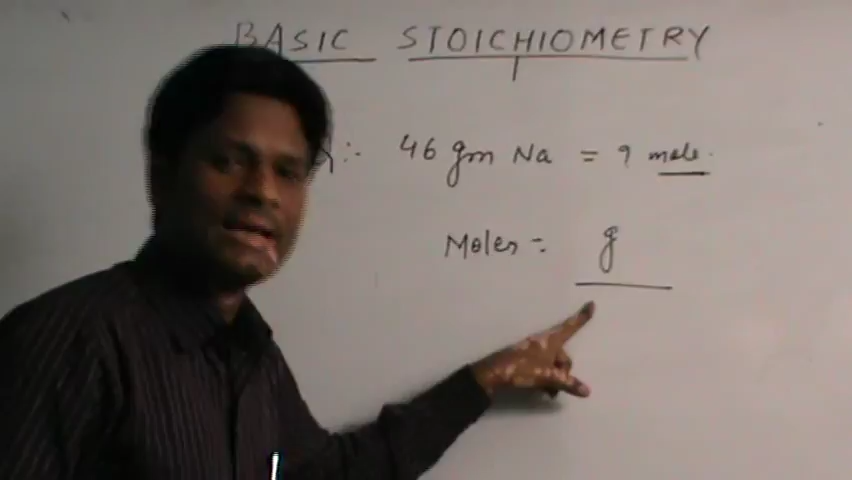 BASIC STOICHIOMETRY
:- 46 gm Na = ? mole.
Moles = g